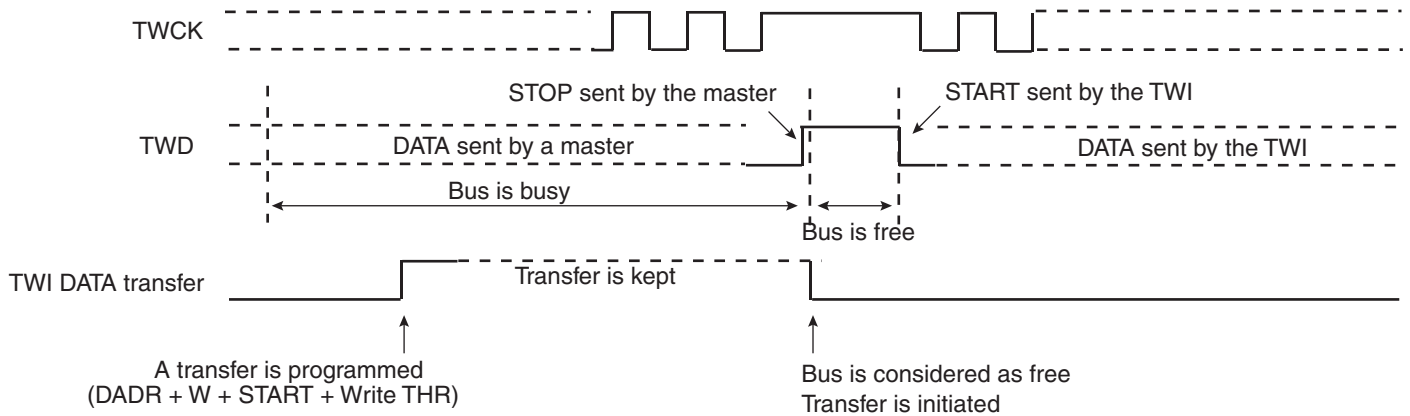 TWCK
STOP sent by the master
START sent by the TWI
TWD
DATA sent by a master
DATA sent by the TWI
Bus is busy
Bus is free
TWI DATA transfer
Transfer is kept
A transfer is programmed
(DADR + W + START + Write THR)
Bus is considered as free
Transfer is initiated